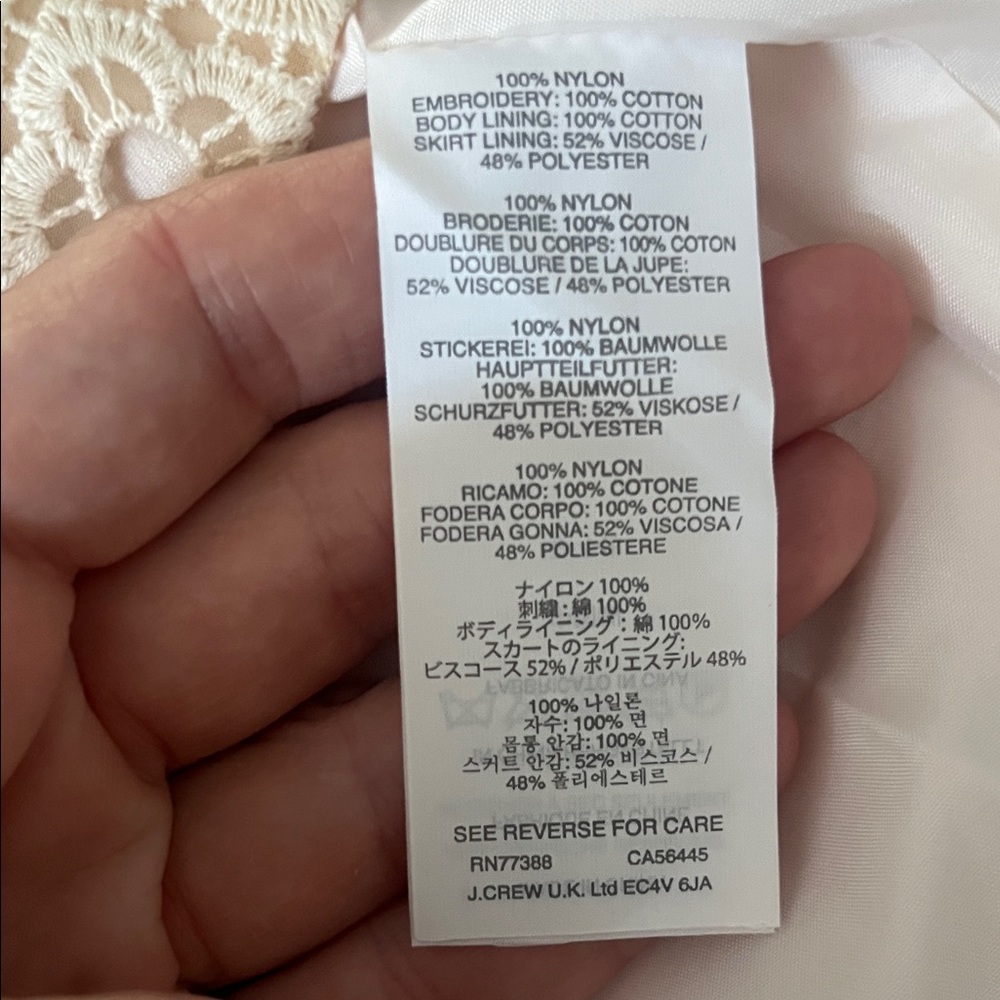 100% NYLON
EMBROIDERY: 100% COTTON
BODY LINING: 100% COTTON
SKIRT LINING: 52% VISCOSE /
48% POLYESTER
100% NYLON
BRODERIE: 100% COTON
DOUBLURE DU CORPS: 100% COTON
DOUBLURE DE LA JUPE:
52% VISCOSE / 48% POLYESTER
100% NYLON
STICKEREI: 100% BAUMWOLLE
HAUPTTEILFUTTER:
100% BAUMWOLLE
SCHURZFUTTER: 52% VISKOSE /
48% POLYESTER
100% NYLON
RICAMO: 100% COTONE
FODERA CORPO: 100% COTONE
FODERA GONNA: 52% VISCOSA /
48% POLIESTERE
ナイロン 100%
刺繍 : 綿 100%
ボディライニング : 綿 100%
スカートのライニング:
ビスコース 52% / ポリエステル 48%
100% 나일론
자수: 100% 면
몸통 안감: 100% 면
스커트 안감: 52% 비스코스 /
48% 폴리에스테르
FABBRICATO IN CINA
FABRIQUE EN CHINE
SEE REVERSE FOR CARE
RN77388 CA56445
J.CREW U.K. Ltd EC4V 6JA